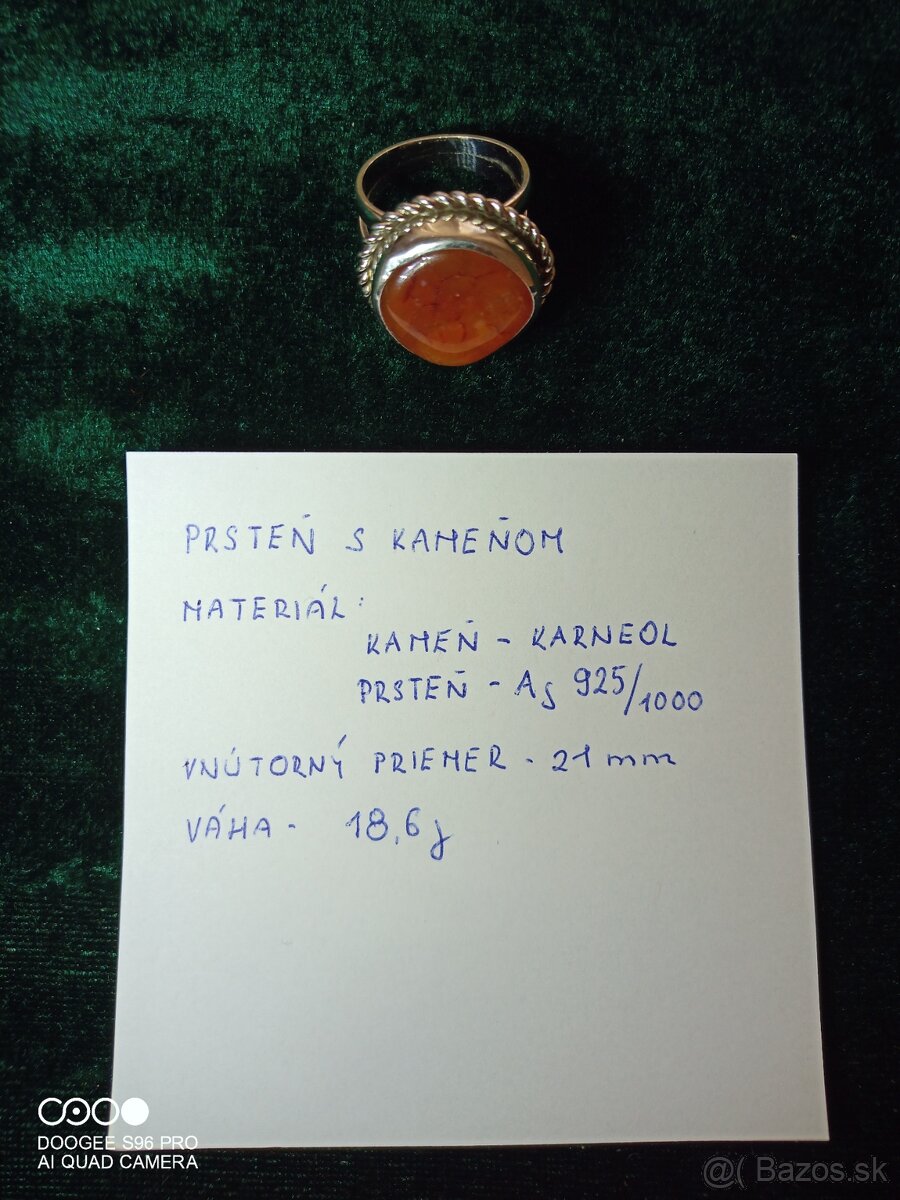 PRSTEŇ S KAMEŇOM
MATERIÁL:
KAMEŇ - KARNEOL
PRSTEŇ - Ag 925/1000
VNÚTORNÝ PRIEMER - 21 mm
VÁHA - 18,6 g
DOOGEE S96 PRO
AI QUAD CAMERA
@( Bazos.sk